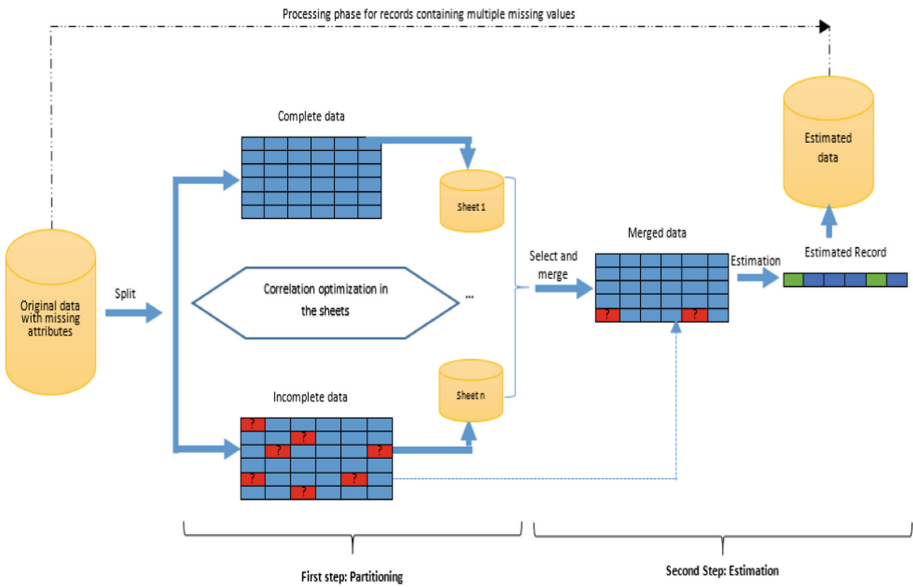 Processing phase for records containing multiple missing values
Complete data
Estimated
data
Sheet 1
Merged data
Estimated Record
Select and
merge
Estimation
Split
Original data
with missing
attributes
Correlation optimization in
the sheets
...
? ?
Incomplete data
Sheet n
?
?
? ?
? ?
?
First step: Partitioning
Second Step: Estimation